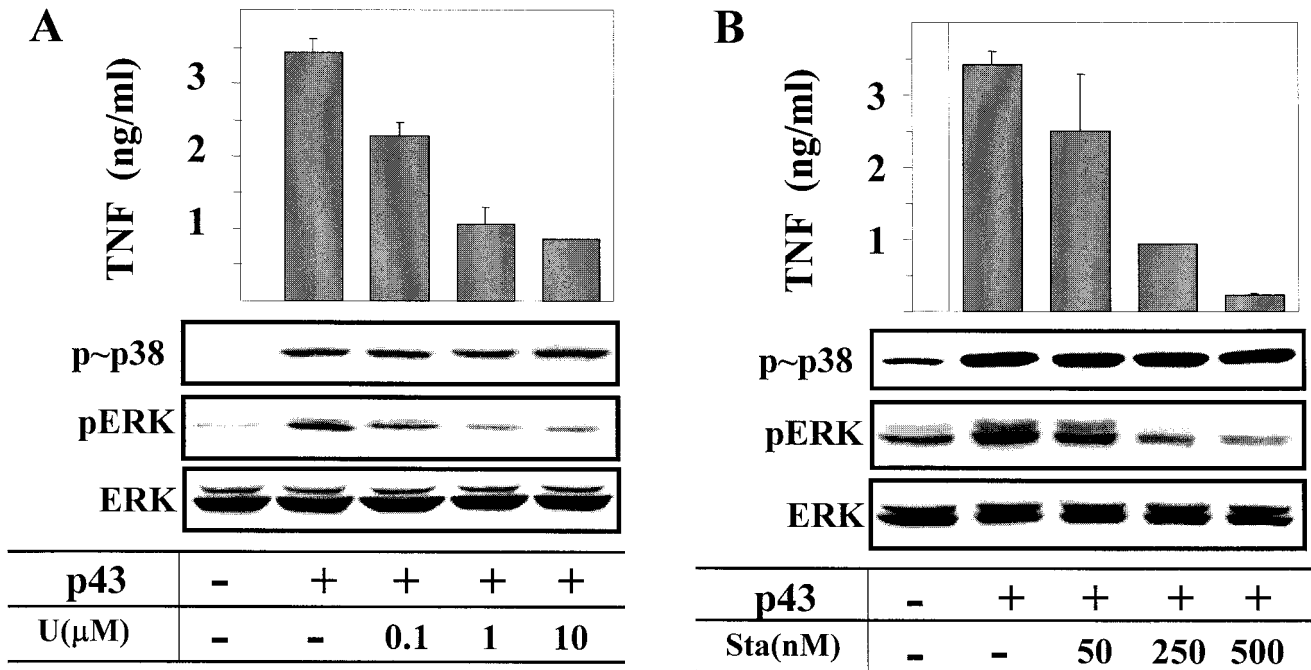 A
TNF (ng/ml)
3
2
1
p~p38
pERK
ERK
p43 - + + + +
U(μM) - - 0.1 1 10
B
TNF (ng/ml)
3
2
1
p~p38
pERK
ERK
p43 - + + + +
Sta(nM) - - 50 250 500